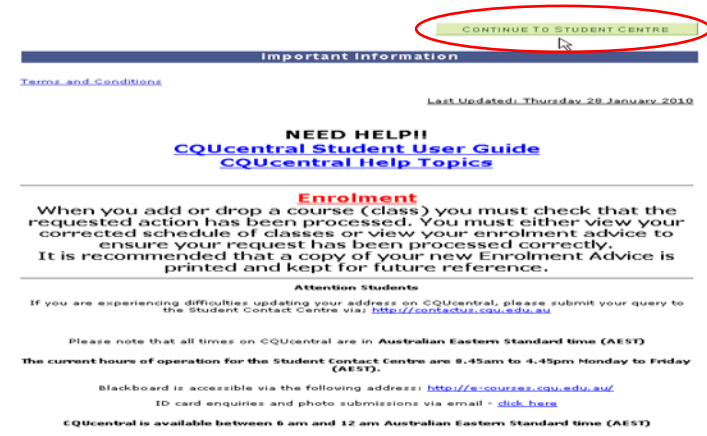 CONTINUE TO STUDENT CENTRE
Important Information
Terms and Conditions
Last Updated: Thursday 28 January 2010
NEED HELP!!
CQUcentral Student User Guide
CQUcentral Help Topics
Enrolment
When you add or drop a course (class) you must check that the
requested action has been processed. You must either view your
corrected schedule of classes or view your enrolment advice to
ensure your request has been processed correctly.
It is recommended that a copy of your new Enrolment Advice is
printed and kept for future reference.
Attention Students
If you are experiencing difficulties updating your address on CQUcentral, please submit your query to
the Student Contact Centre via; http://contactus.cqu.edu.au
Please note that all times on CQUcentral are in Australian Eastern Standard time (AEST)
The current hours of operation for the Student Contact Centre are 8.45am to 4.45pm Monday to Friday
(AEST).
Blackboard is accessible via the following address: http://e-courses.cqu.edu.au/
ID card enquiries and photo submissions via email - click here
CQUcentral is available between 6 am and 12 am Australian Eastern Standard time (AEST)